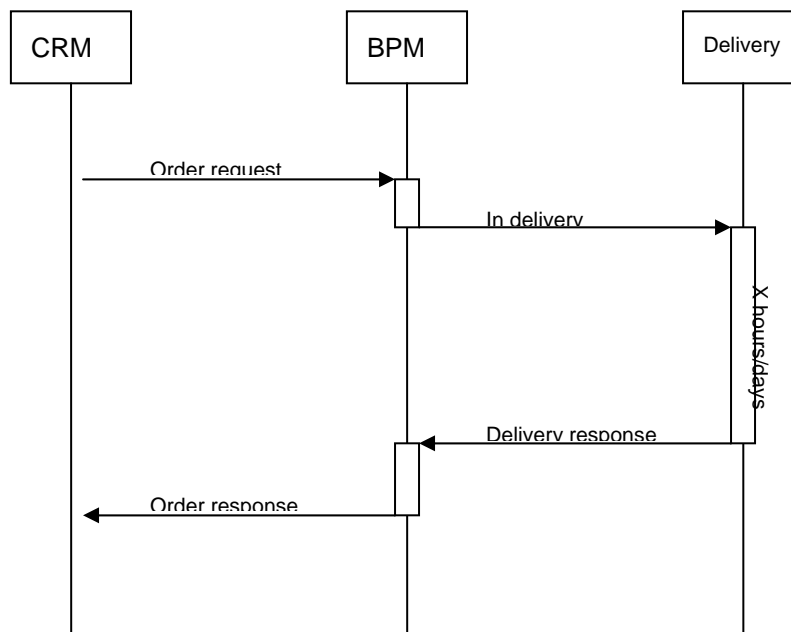 CRM
BPM
Delivery
Order request
In delivery
X hours/days
Delivery response
Order response